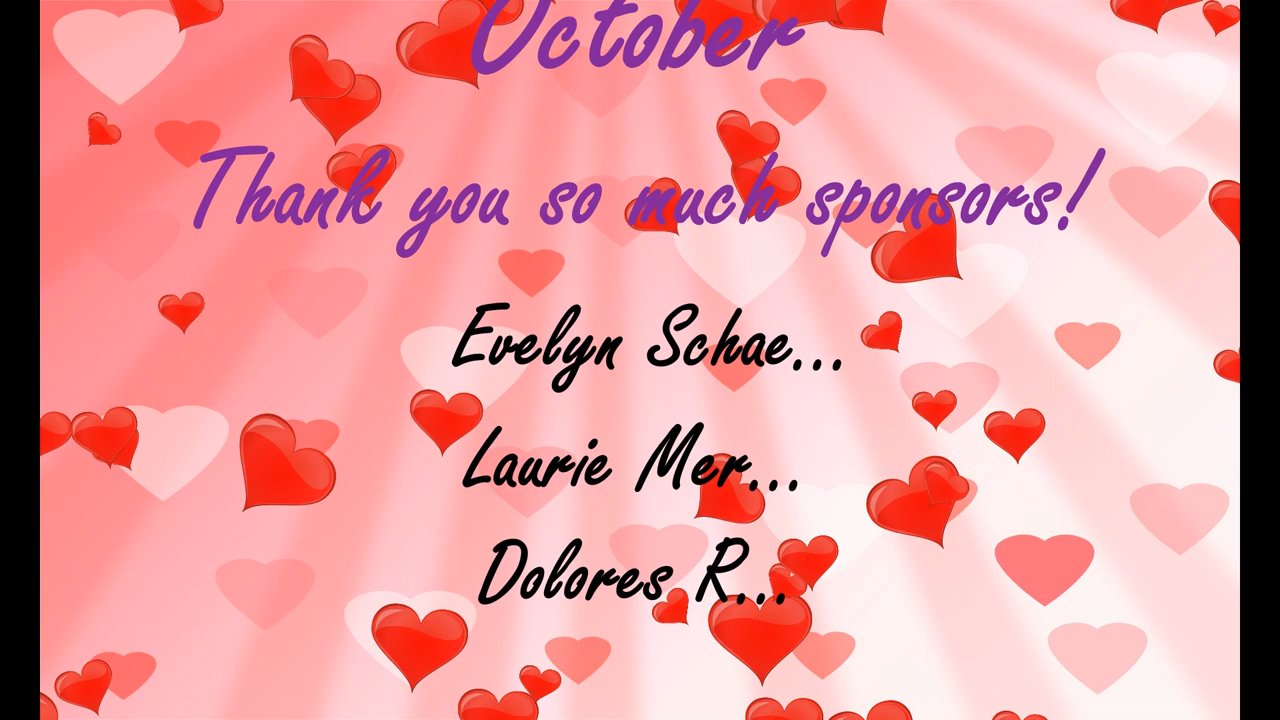 October
Thank you so much sponsors!
Evelyn Schae...
Laurie Mer...
Dolores R...